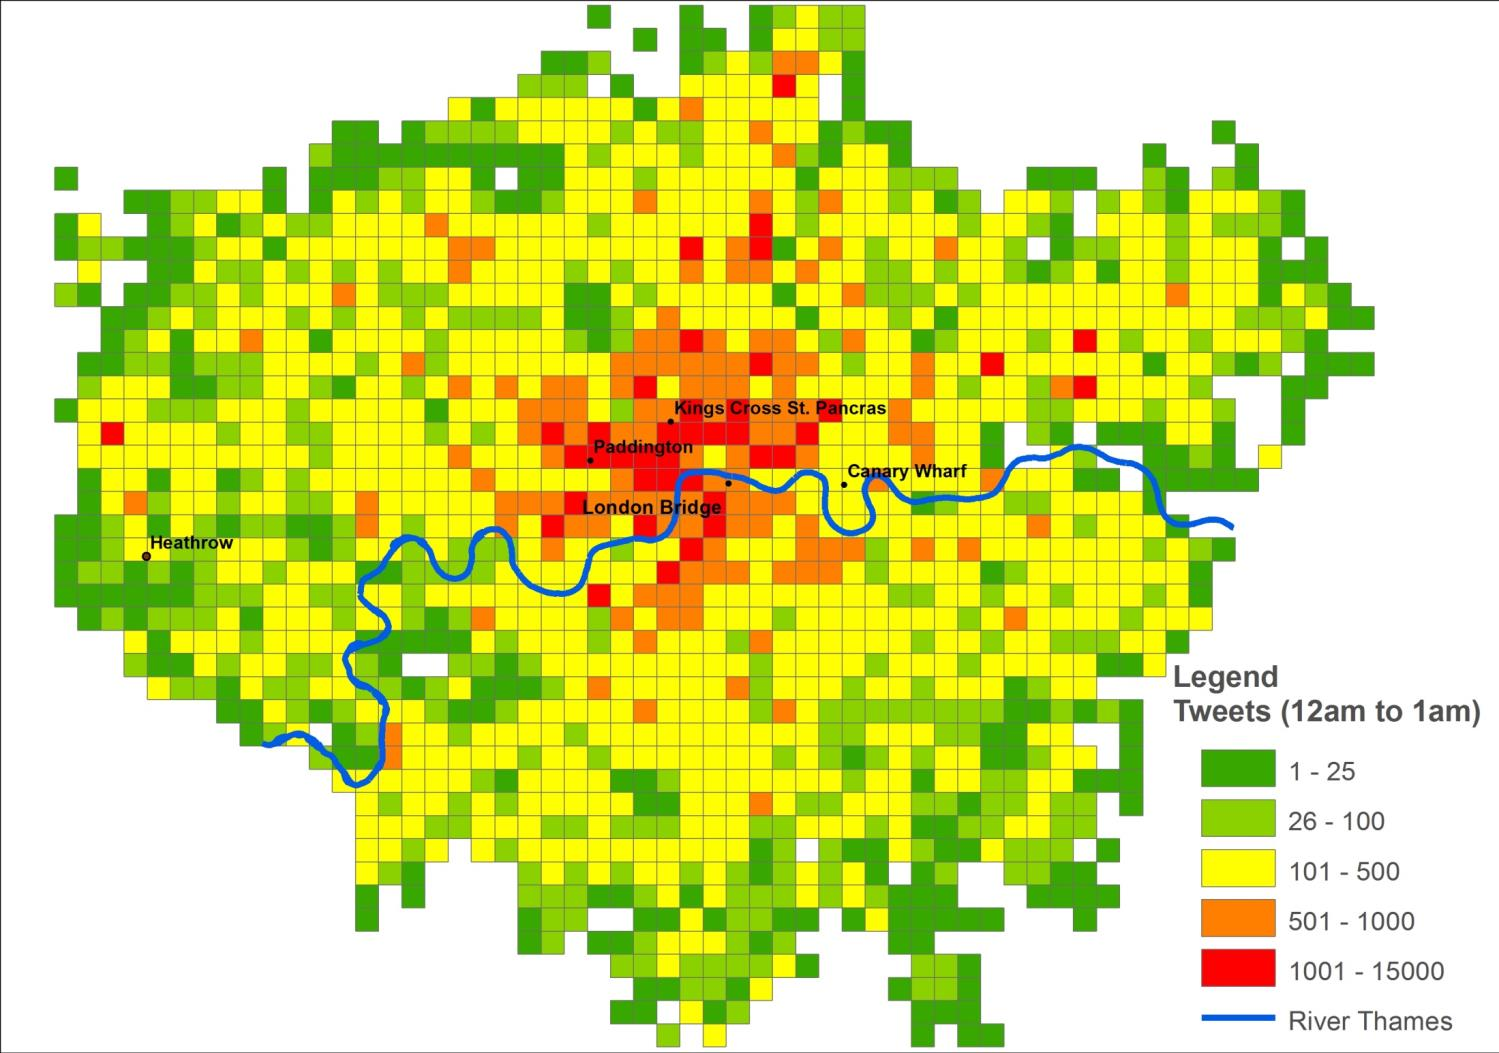 Kings Cross St. Pancras
Paddington
Canary Wharf
London Bridge
Heathrow
Legend
Tweets (12am to 1am)
1 - 25
26 - 100
101 - 500
501 - 1000
1001 - 15000
River Thames